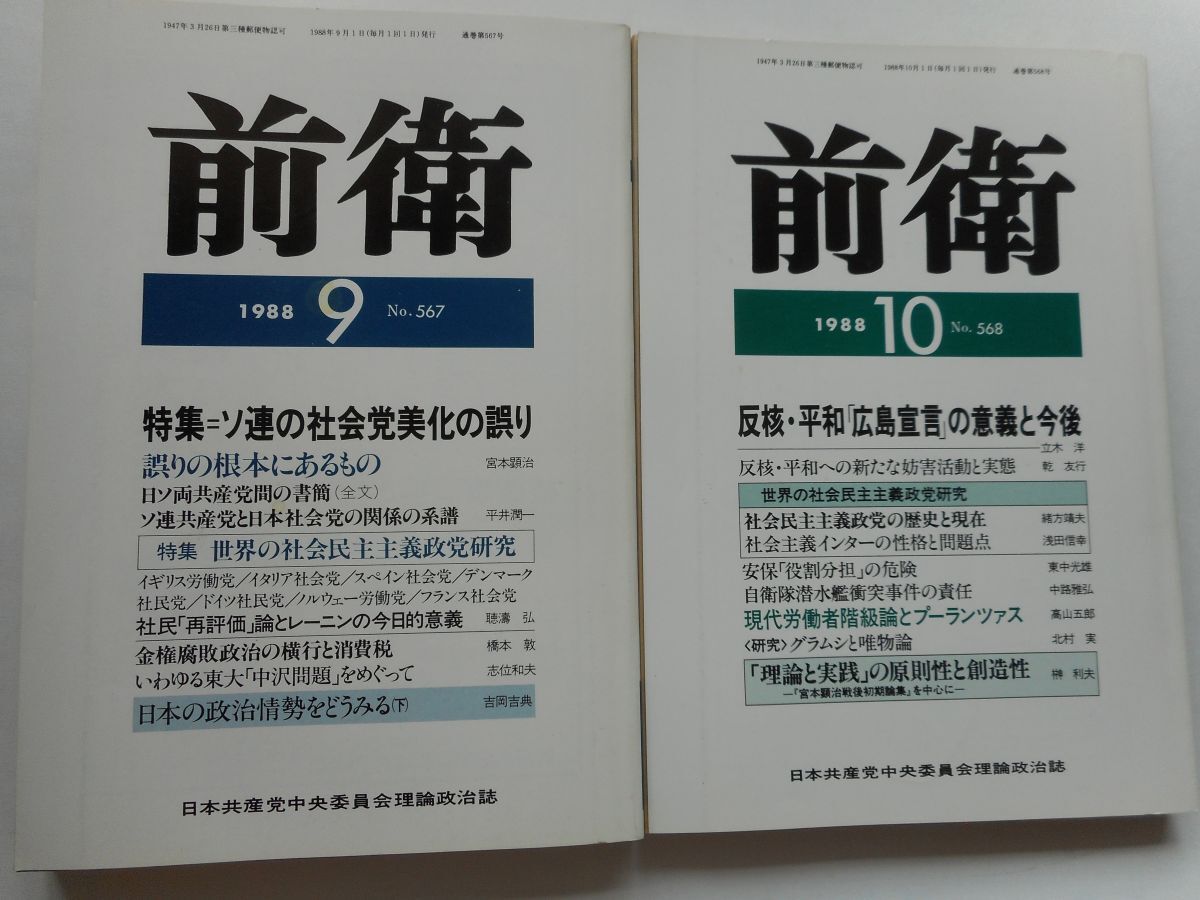 1947年3月26日第三種郵便物認可 1988年9月1日(毎月1回1日)発行 通巻第567号
前衛
1988 9 No. 567
特集=ソ連の社会党美化の誤り
誤りの根本にあるもの 宮本顕治
日ソ両共産党間の書簡(全文)
ソ連共産党と日本社会党の関係の系譜 平井潤一
特集 世界の社会民主主義政党研究
イギリス労働党/イタリア社会党/スペイン社会党/デンマーク
社民党/ドイツ社民党/ノルウェー労働党/フランス社会党
社民「再評価」論とレーニンの今日的意義 聴濤 弘
金権腐敗政治の横行と消費税 橋本 敦
いわゆる東大「中沢問題」をめぐって 志位和夫
日本の政治情勢をどうみる(下) 吉岡吉典
日本共産党中央委員会理論政治誌
1947年3月26日第三種郵便物認可 1988年10月1日(毎月1回1日)発行 通巻第568号
前衛
1988 10 No. 568
反核・平和「広島宣言」の意義と今後
立木 洋
反核・平和への新たな妨害活動と実態 乾 友行
世界の社会民主主義政党研究
社会民主主義政党の歴史と現在 緒方靖夫
社会主義インターの性格と問題点 浅田信幸
安保「役割分担」の危険 東中光雄
自衛隊潜水艦衝突事件の責任 中路雅弘
現代労働者階級論とプーランツァス 高山五郎
〈研究〉グラムシと唯物論 北村 実
「理論と実践」の原則性と創造性 榊 利夫
―『宮本顕治戦後初期論集』を中心に―
日本共産党中央委員会理論政治誌